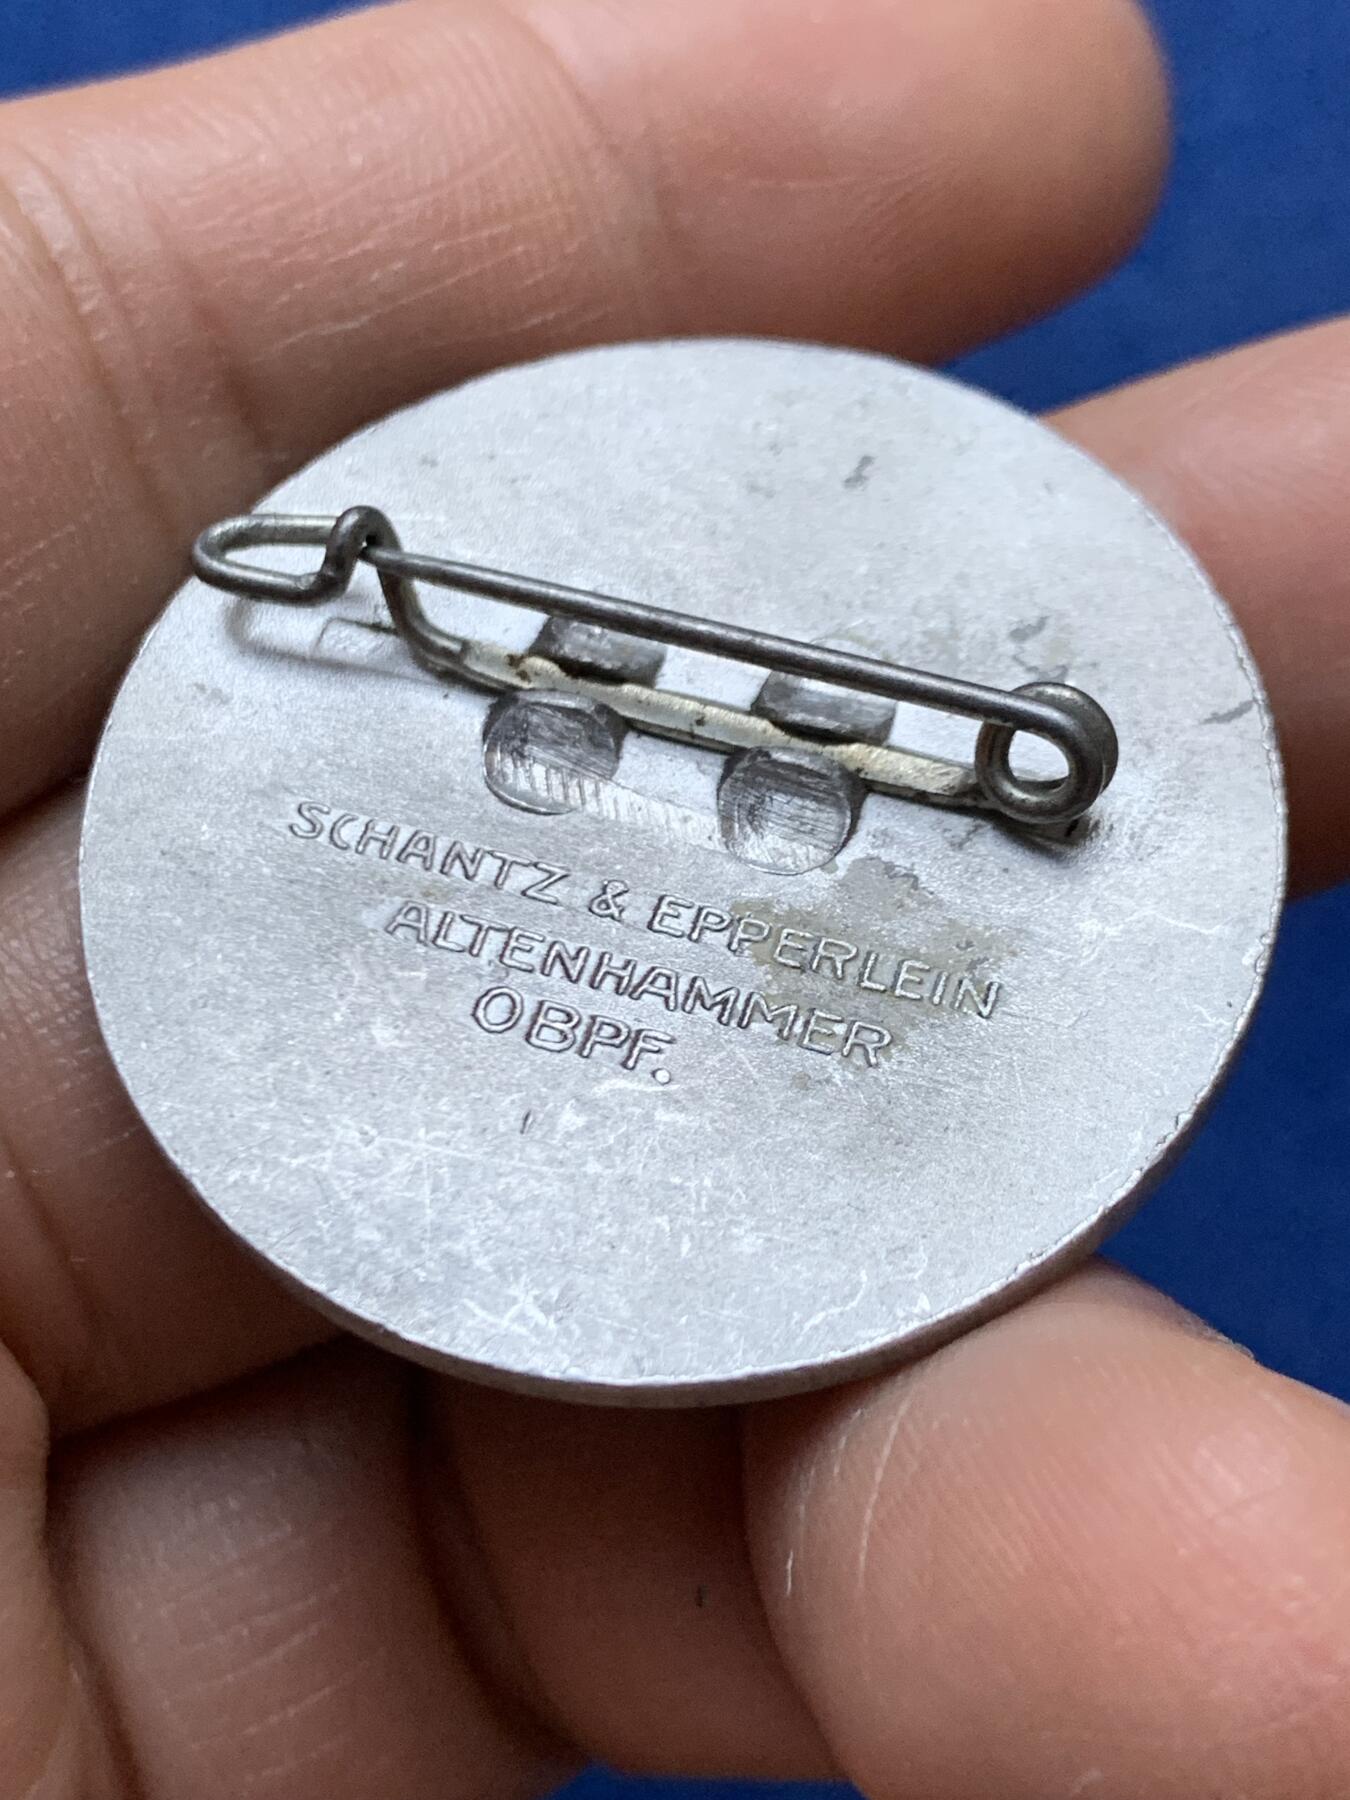 SCHANTZ & EPPERLEIN
ALTENHAMMER
OBPF.